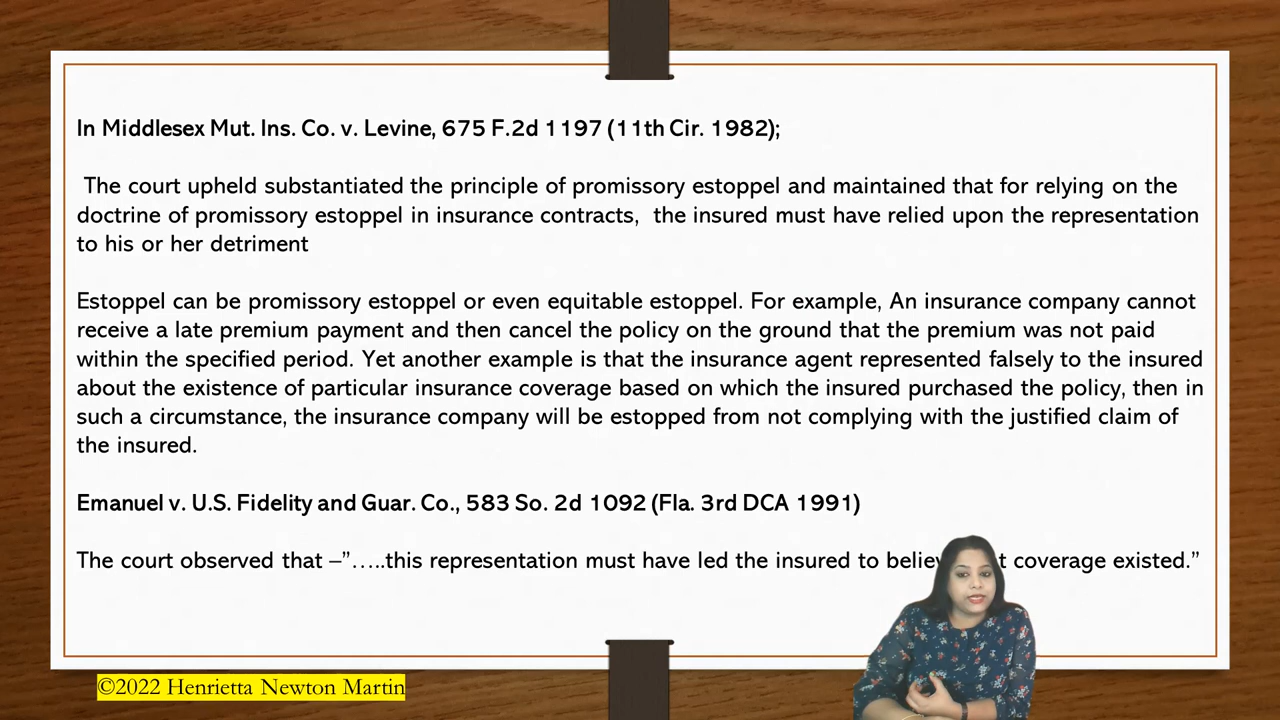 In Middlesex Mut. Ins. Co. v. Levine, 675 F.2d 1197 (11th Cir. 1982);
The court upheld substantiated the principle of promissory estoppel and maintained that for relying on the
doctrine of promissory estoppel in insurance contracts, the insured must have relied upon the representation
to his or her detriment
Estoppel can be promissory estoppel or even equitable estoppel. For example, An insurance company cannot
receive a late premium payment and then cancel the policy on the ground that the premium was not paid
within the specified period. Yet another example is that the insurance agent represented falsely to the insured
about the existence of particular insurance coverage based on which the insured purchased the policy, then in
such a circumstance, the insurance company will be estopped from not complying with the justified claim of
the insured.
Emanuel v. U.S. Fidelity and Guar. Co., 583 So. 2d 1092 (Fla. 3rd DCA 1991)
The court observed that –”…..this representation must have led the insured to coverage existed.”
©2022 Henrietta Newton Martin